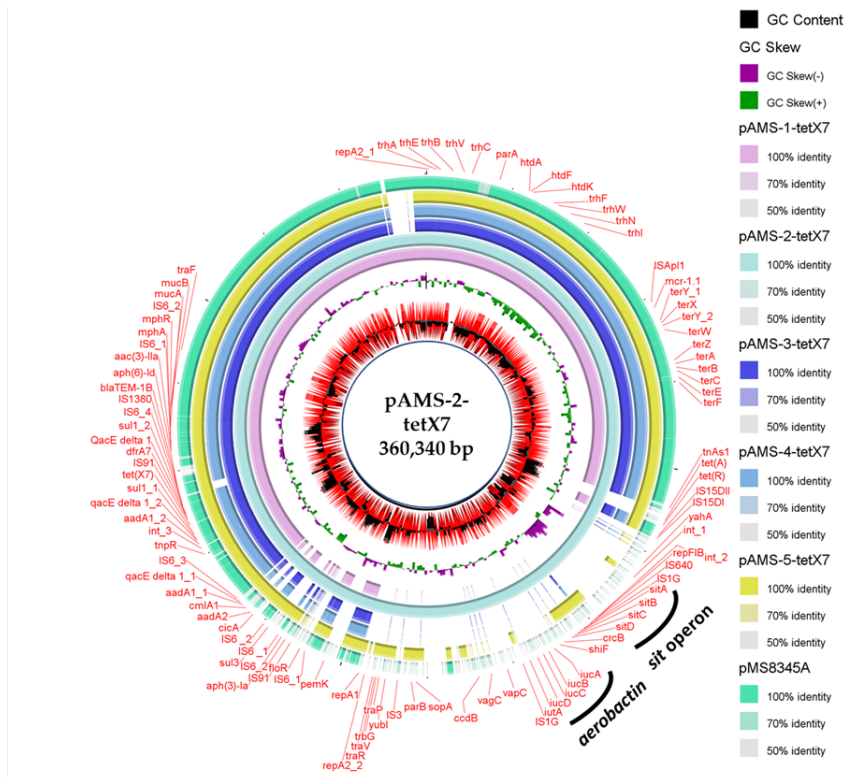 GC Content
GC Skew
GC Skew(-)
GC Skew(+)
pAMS-1-tetX7
100% identity
70% identity
50% identity
pAMS-2-tetX7
100% identity
70% identity
50% identity
pAMS-3-tetX7
100% identity
70% identity
50% identity
pAMS-4-tetX7
100% identity
70% identity
50% identity
pAMS-5-tetX7
100% identity
70% identity
50% identity
pMS8345A
100% identity
70% identity
50% identity
pAMS-2-
tetX7
360,340 bp
repA2_1
trhA
trhE
trhB
trhV
trhC
parA
htdA
htdF
htdK
trhF
trhW
trhN
trhI
ISApl1
mcr-1.1
terY_1
terX
terY_2
terW
terZ
terA
terB
terC
terE
terF
tnAs1
tet(A)
tet(R)
IS15DII
IS15DI
yahA
int_1
int_2
repFIB
IS640
IS1G
sitA
sitB
sitC
sitD
crcB
shiF
sit operon
iucA
iucB
iucC
iucD
iutA
IS1G
aerobactin
vapC
vagC
ccdB
sopA
parB
IS3
traP
yubI
trbG
traV
traR
repA2_2
repA1
pemK
IS6_1
floR
IS6_2
IS91
aph(3)-Ia
sul3
IS6_1
IS6_2
cicA
aadA2
cmlA1
aadA1_1
qacE delta 1_1
IS6_3
tnpR
int_3
aadA1_2
qacE delta 1_2
sul1_1
tet(X7)
IS91
dfrA7
QacE delta 1
sul1_2
IS6_4
IS1380
blaTEM-1B
aph(6)-Id
aac(3)-IIa
IS6_1
mphA
mphR
IS6_2
mucA
mucB
traF